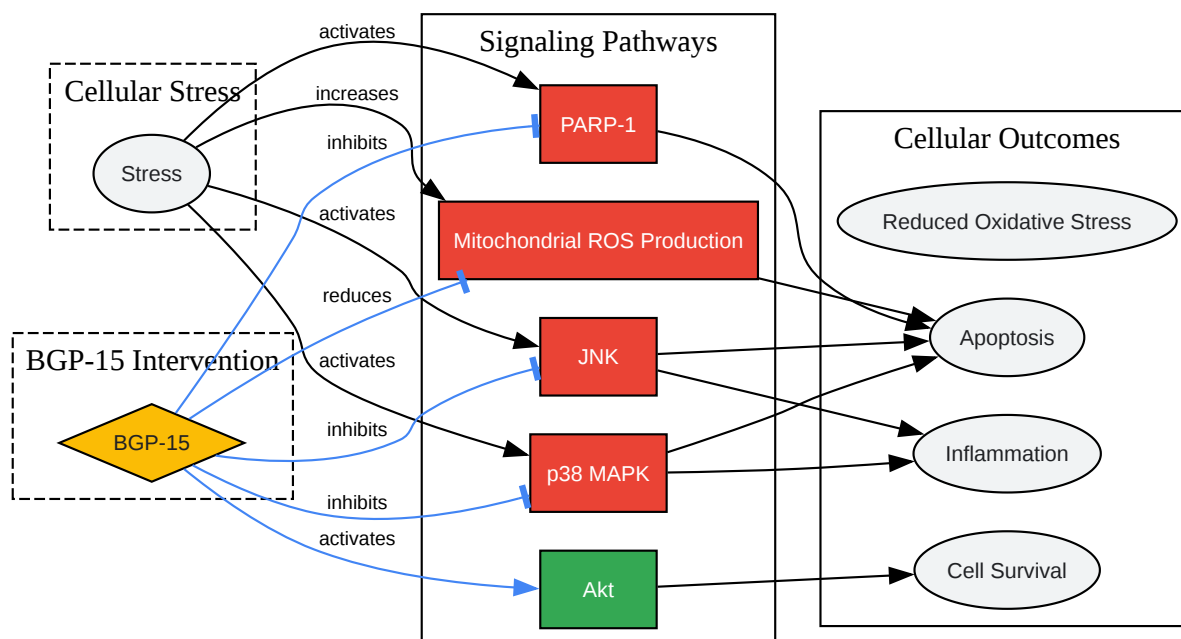 Cellular Stress
Stress
BGP-15 Intervention
BGP-15
activates
increases
inhibits
activates
reduces
activates
inhibits
inhibits
activates
Signaling Pathways
PARP-1
Mitochondrial ROS Production
JNK
p38 MAPK
Akt
Cellular Outcomes
Reduced Oxidative Stress
Apoptosis
Inflammation
Cell Survival